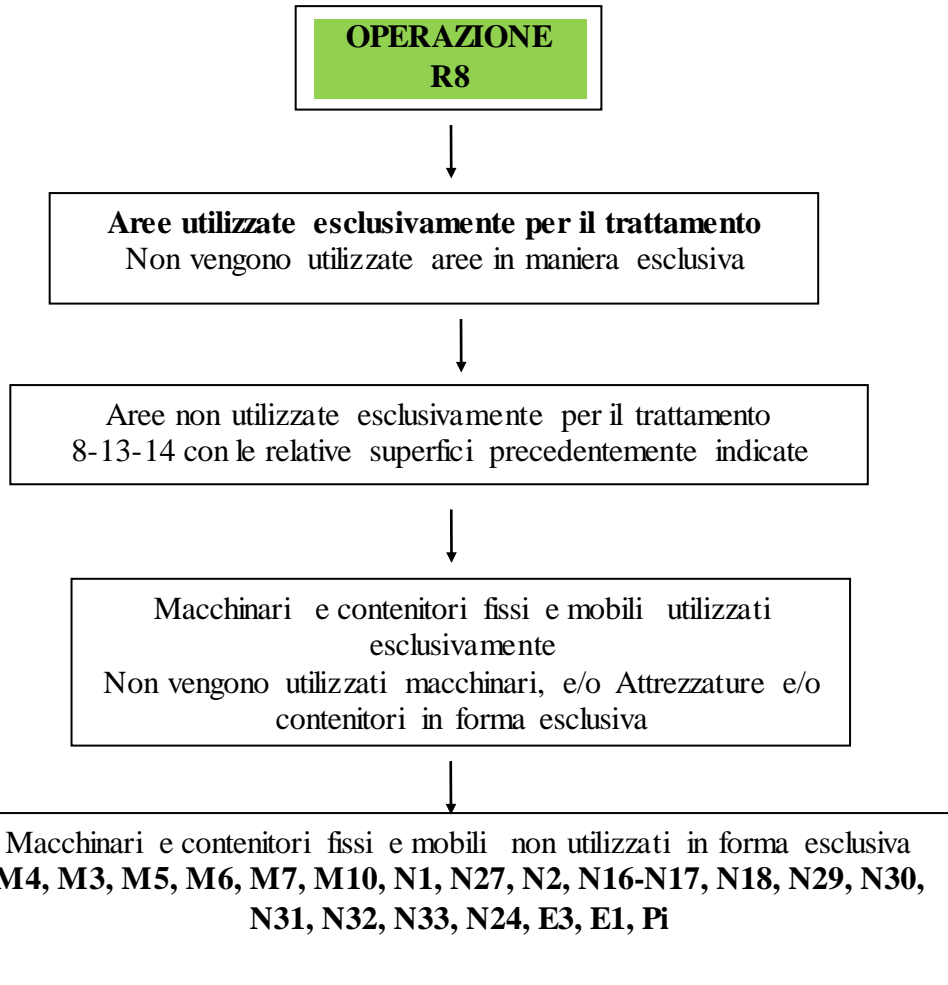 OPERAZIONE
R8
Aree utilizzate esclusivamente per il trattamento
Non vengono utilizzate aree in maniera esclusiva
Aree non utilizzate esclusivamente per il trattamento
8-13-14 con le relative superfici precedentemente indicate
Macchinari e contenitori fissi e mobili utilizzati
esclusivamente
Non vengono utilizzati macchinari, e/o Attrezzature e/o
contenitori in forma esclusiva
Macchinari e contenitori fissi e mobili non utilizzati in forma esclusiva
M4, M3, M5, M6, M7, M10, N1, N27, N2, N16-N17, N18, N29, N30,
N31, N32, N33, N24, E3, E1, Pi